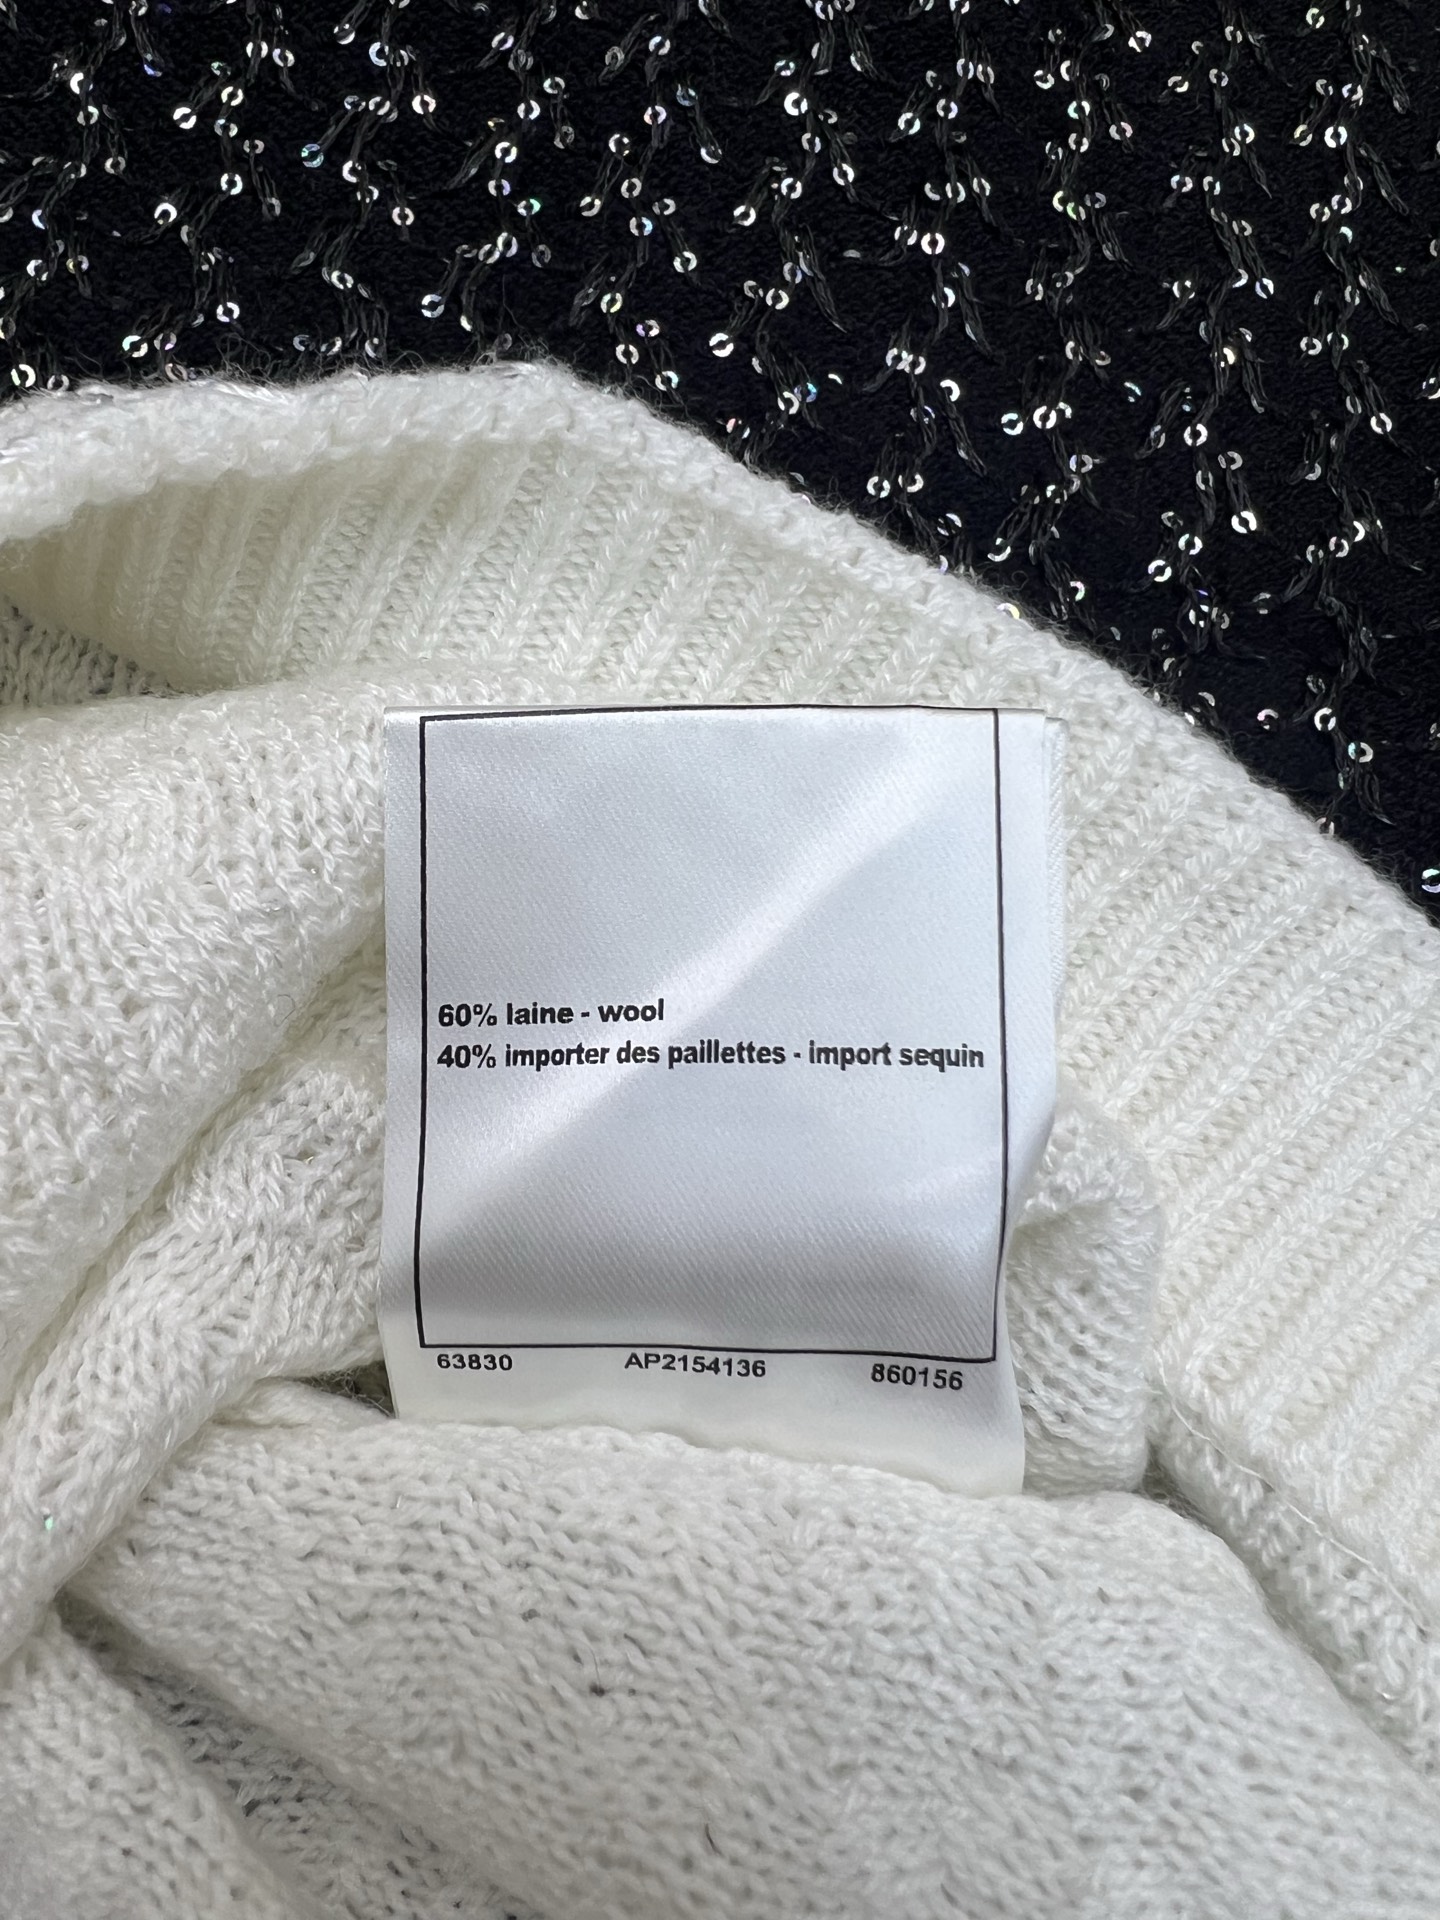 60% laine - wool
40% importer des paillettes - import sequin
63830 AP2154136 860156